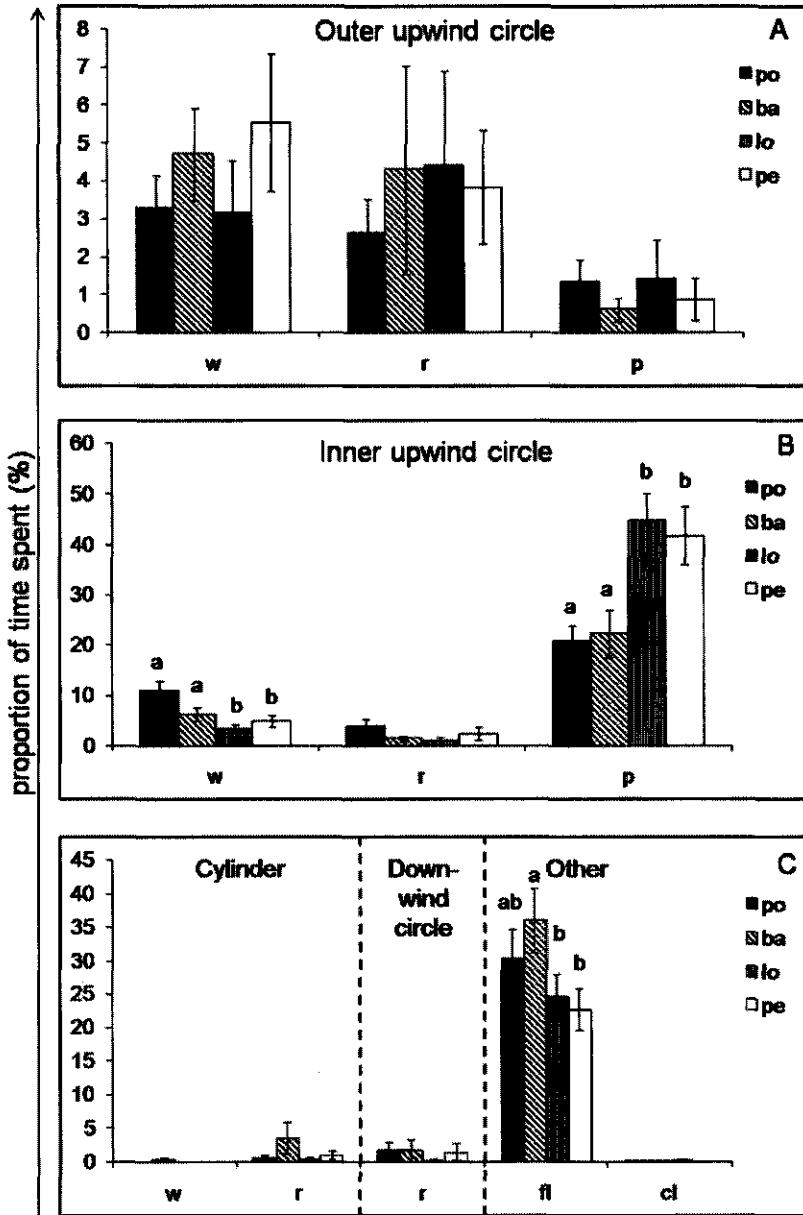 proportion of time spent (%)
Outer upwind circle
A
8
7
6
5
4
3
2
1
0
po
ba
lo
pe
w r p
Inner upwind circle
B
60
50
40
30
20
10
0
a a b b
a a b b
po
ba
lo
pe
w r p
Cylinder
Down-
wind
circle
Other
C
45
40
35
30
25
20
15
10
5
0
ab a b b
po
ba
lo
pe
w r r fl cl